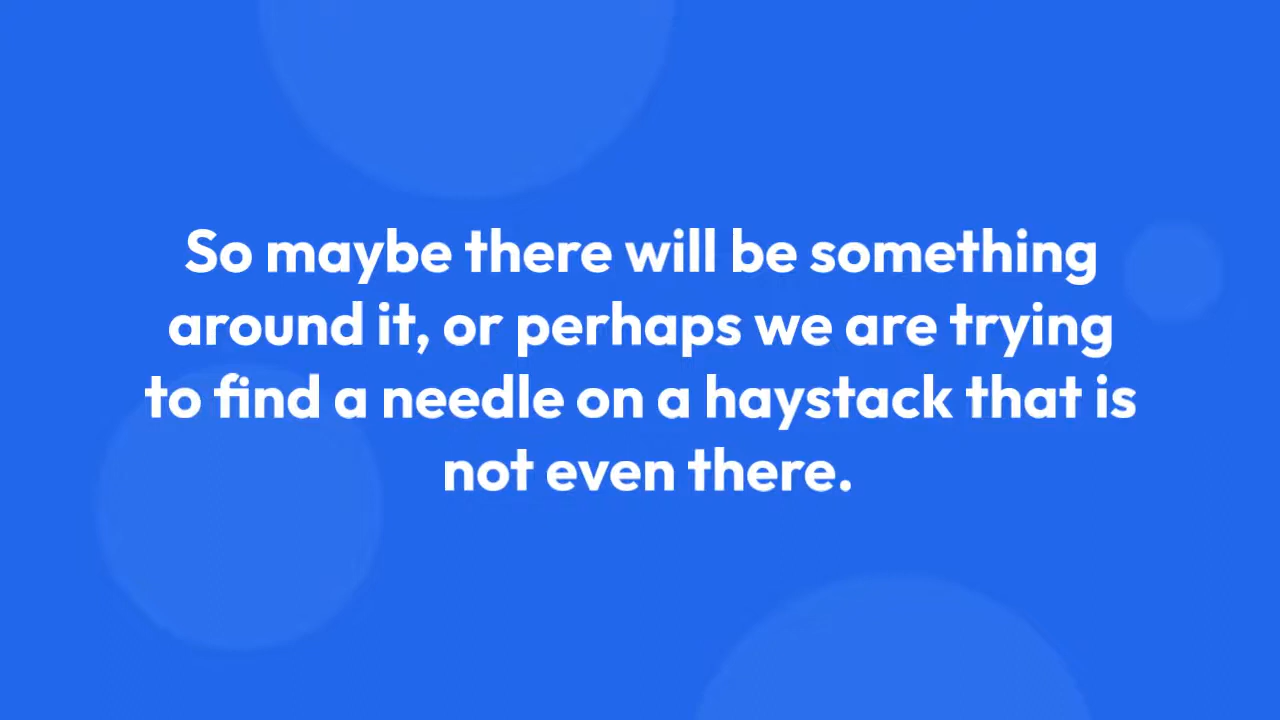 So maybe there will be something
around it, or perhaps we are trying
to find a needle on a haystack that is
not even there.